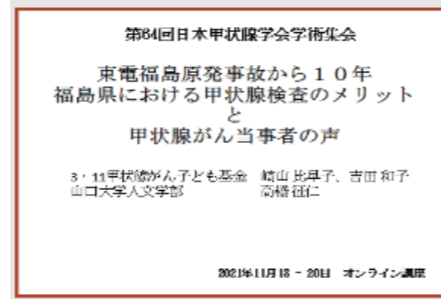 第64回日本甲状腺学会学術集会
東電福島原発事故から１０年
福島県における甲状腺検査のメリット
と
甲状腺がん当事者の声
3・11甲状腺がん子ども基金　崎山 比早子、吉田 和子
山口大学人文学部　高橋 征仁
2021年11月18 - 20日　オンライン講座